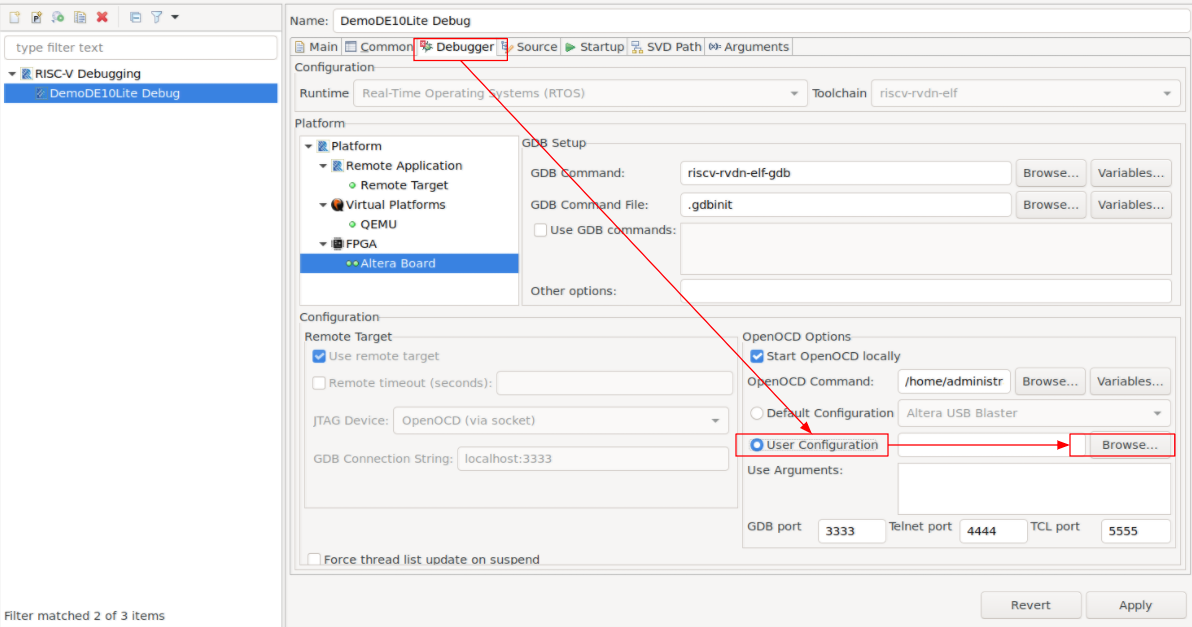 Name: DemoDE10Lite Debug
type filter text
Main Common Debugger Source Startup SVD Path Arguments
RISC-V Debugging
DemoDE10Lite Debug
Configuration
Runtime Real-Time Operating Systems (RTOS) Toolchain riscv-rvdn-elf
Platform
Platform
Remote Application
Remote Target
Virtual Platforms
QEMU
FPGA
Altera Board
GDB Setup
GDB Command: riscv-rvdn-elf-gdb Browse... Variables...
GDB Command File: .gdbinit Browse... Variables...
Use GDB commands:
Other options:
Configuration
Remote Target
Use remote target
Remote timeout (seconds):
JTAG Device: OpenOCD (via socket)
GDB Connection String: localhost:3333
OpenOCD Options
Start OpenOCD locally
OpenOCD Command: /home/administr Browse... Variables...
Default Configuration Altera USB Blaster
User Configuration Browse...
Use Arguments:
GDB port 3333 Telnet port 4444 TCL port 5555
Force thread list update on suspend
Revert Apply
Filter matched 2 of 3 items